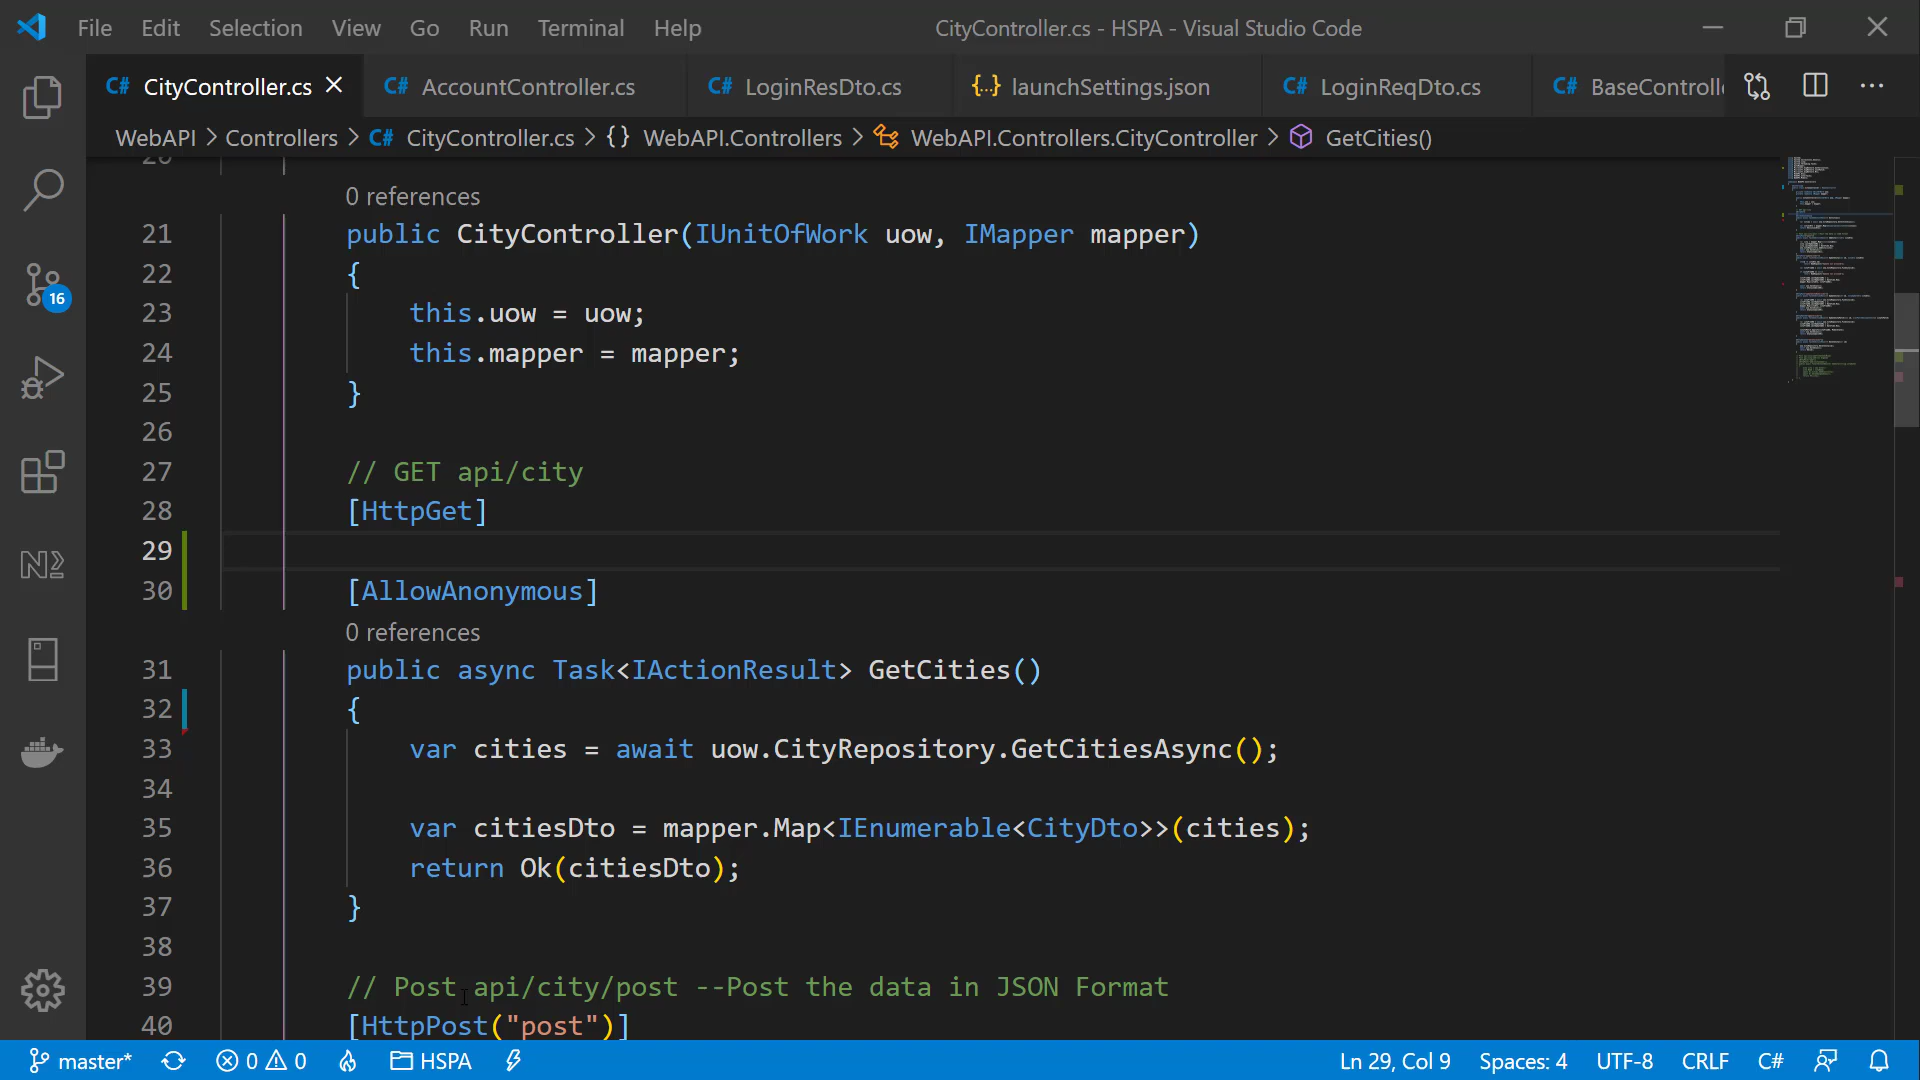 File Edit Selection View Go Run Terminal Help CityController.cs - HSPA - Visual Studio Code
C# CityController.cs C# AccountController.cs C# LoginResDto.cs {..} launchSettings.json C# LoginReqDto.cs C# BaseControlle
WebAPI > Controllers > C# CityController.cs > {} WebAPI.Controllers > WebAPI.Controllers.CityController > GetCities()
20
0 references
21 public CityController(IUnitOfWork uow, IMapper mapper)
22 {
23 this.uow = uow;
24 this.mapper = mapper;
25 }
26
27 // GET api/city
28 [HttpGet]
29
30 [AllowAnonymous]
0 references
31 public async Task<IActionResult> GetCities()
32 {
33 var cities = await uow.CityRepository.GetCitiesAsync();
34
35 var citiesDto = mapper.Map<IEnumerable<CityDto>>(cities);
36 return Ok(citiesDto);
37 }
38
39 // Post api/city/post --Post the data in JSON Format
40 [HttpPost("post")]
16
master* 0 0 HSPA Ln 29, Col 9 Spaces: 4 UTF-8 CRLF C#